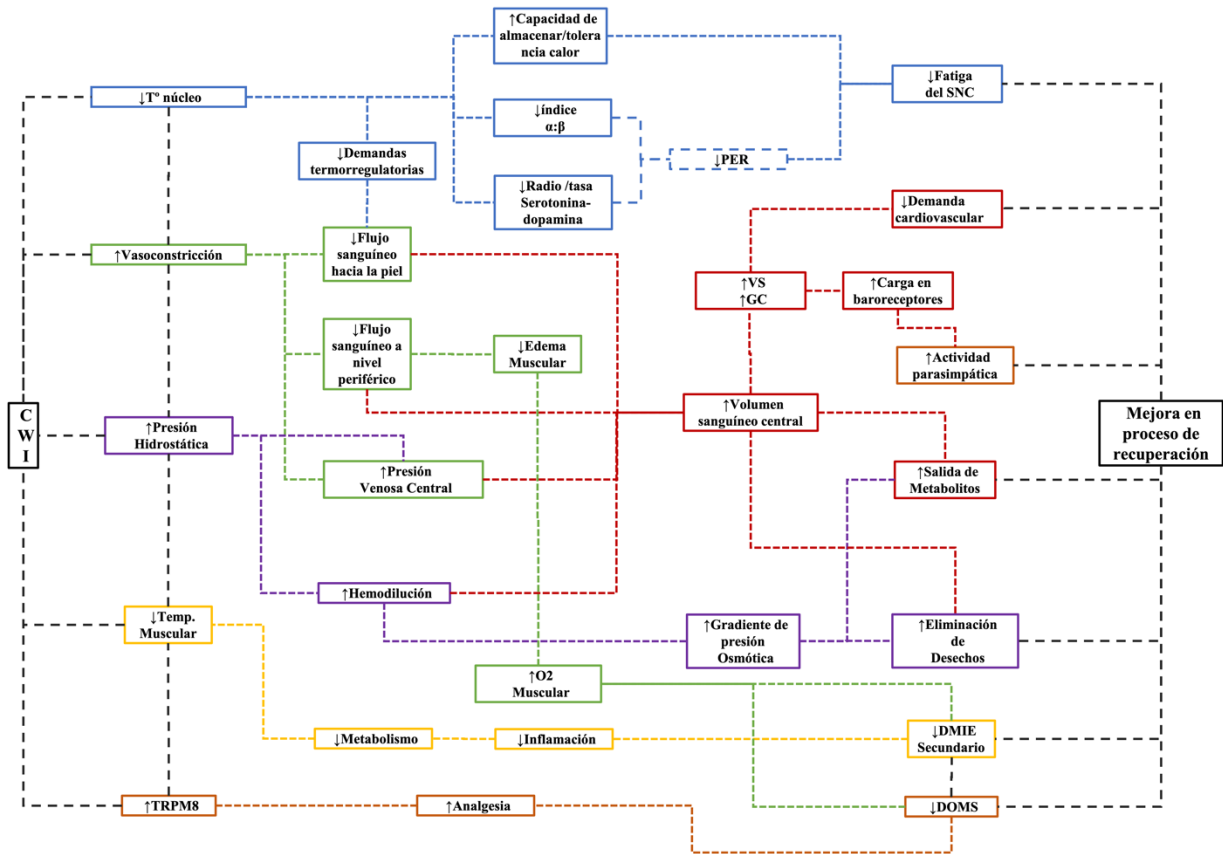 ↑Capacidad de
almacenar/tolera
ncia calor
↓Tº núcleo
↓Fatiga
del SNC
↓índice
α:β
↓Demandas
termorregulatorias
↓PER
↓Radio /tasa
Serotonina-
dopamina
↓Demanda
cardiovascular
↑Vasoconstricción
↓Flujo
sanguíneo
hacia la piel
↑VS
↑GC
↑Carga en
baroreceptores
↓Flujo
sanguíneo a
nivel
periférico
↓Edema
Muscular
↑Actividad
parasimpática
C
W
I
↑Presión
Hidrostática
↑Volumen
sanguíneo central
Mejora en
proceso de
recuperación
↑Presión
Venosa Central
↑Salida de
Metabolitos
↑Hemodilución
↓Temp.
Muscular
↑Gradiente de
presión
Osmótica
↑Eliminación
de
Desechos
↑O2
Muscular
↓Metabolismo
↓Inflamación
↓DMIE
Secundario
↑TRPM8
↑Analgesia
↓DOMS